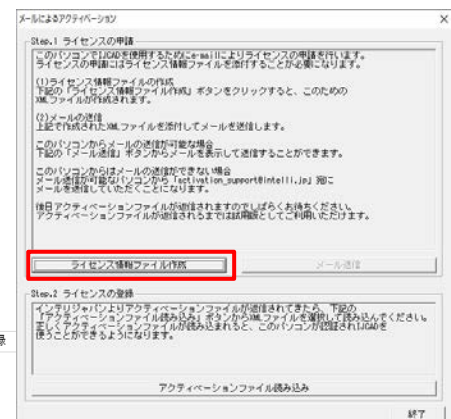 メールによるアクティベーション
Step.1 ライセンスの申請
このパソコンでIJCADを使用するためにe-mailによりライセンスの申請を行います。
ライセンスの申請にはライセンス情報ファイルを添付することが必要になります。
(1)ライセンス情報ファイルの作成
下記の「ライセンス情報ファイル作成」ボタンをクリックすると、このための
XMLファイルが作成されます。
(2)メールの送信
上記で作成されたXMLファイルを添付してメールを送信します。
このパソコンからメールの送信が可能な場合
下記の「メール送信」ボタンからメールを表示して送信することができます。
このパソコンからはメールの送信ができない場合
メール送信が可能なパソコンから「activation_support@intelli.jp」宛に
メールを送信していただくことになります。
後日アクティベーションファイルが返信されますのでしばらくお待ちください。
アクティベーションファイルが返信されるまでは試用版としてご利用いただけます。
ライセンス情報ファイル作成
メール送信
Step.2 ライセンスの登録
インテリジャパンよりアクティベーションファイルが返信されてきたら、下記の
「アクティベーションファイル読み込み」ボタンからXMLファイルを選択して読み込んでください。
正しくアクティベーションファイルが読み込まれると、このパソコンが認証されIJCADを
使うことができるようになります。
アクティベーションファイル読み込み
終了